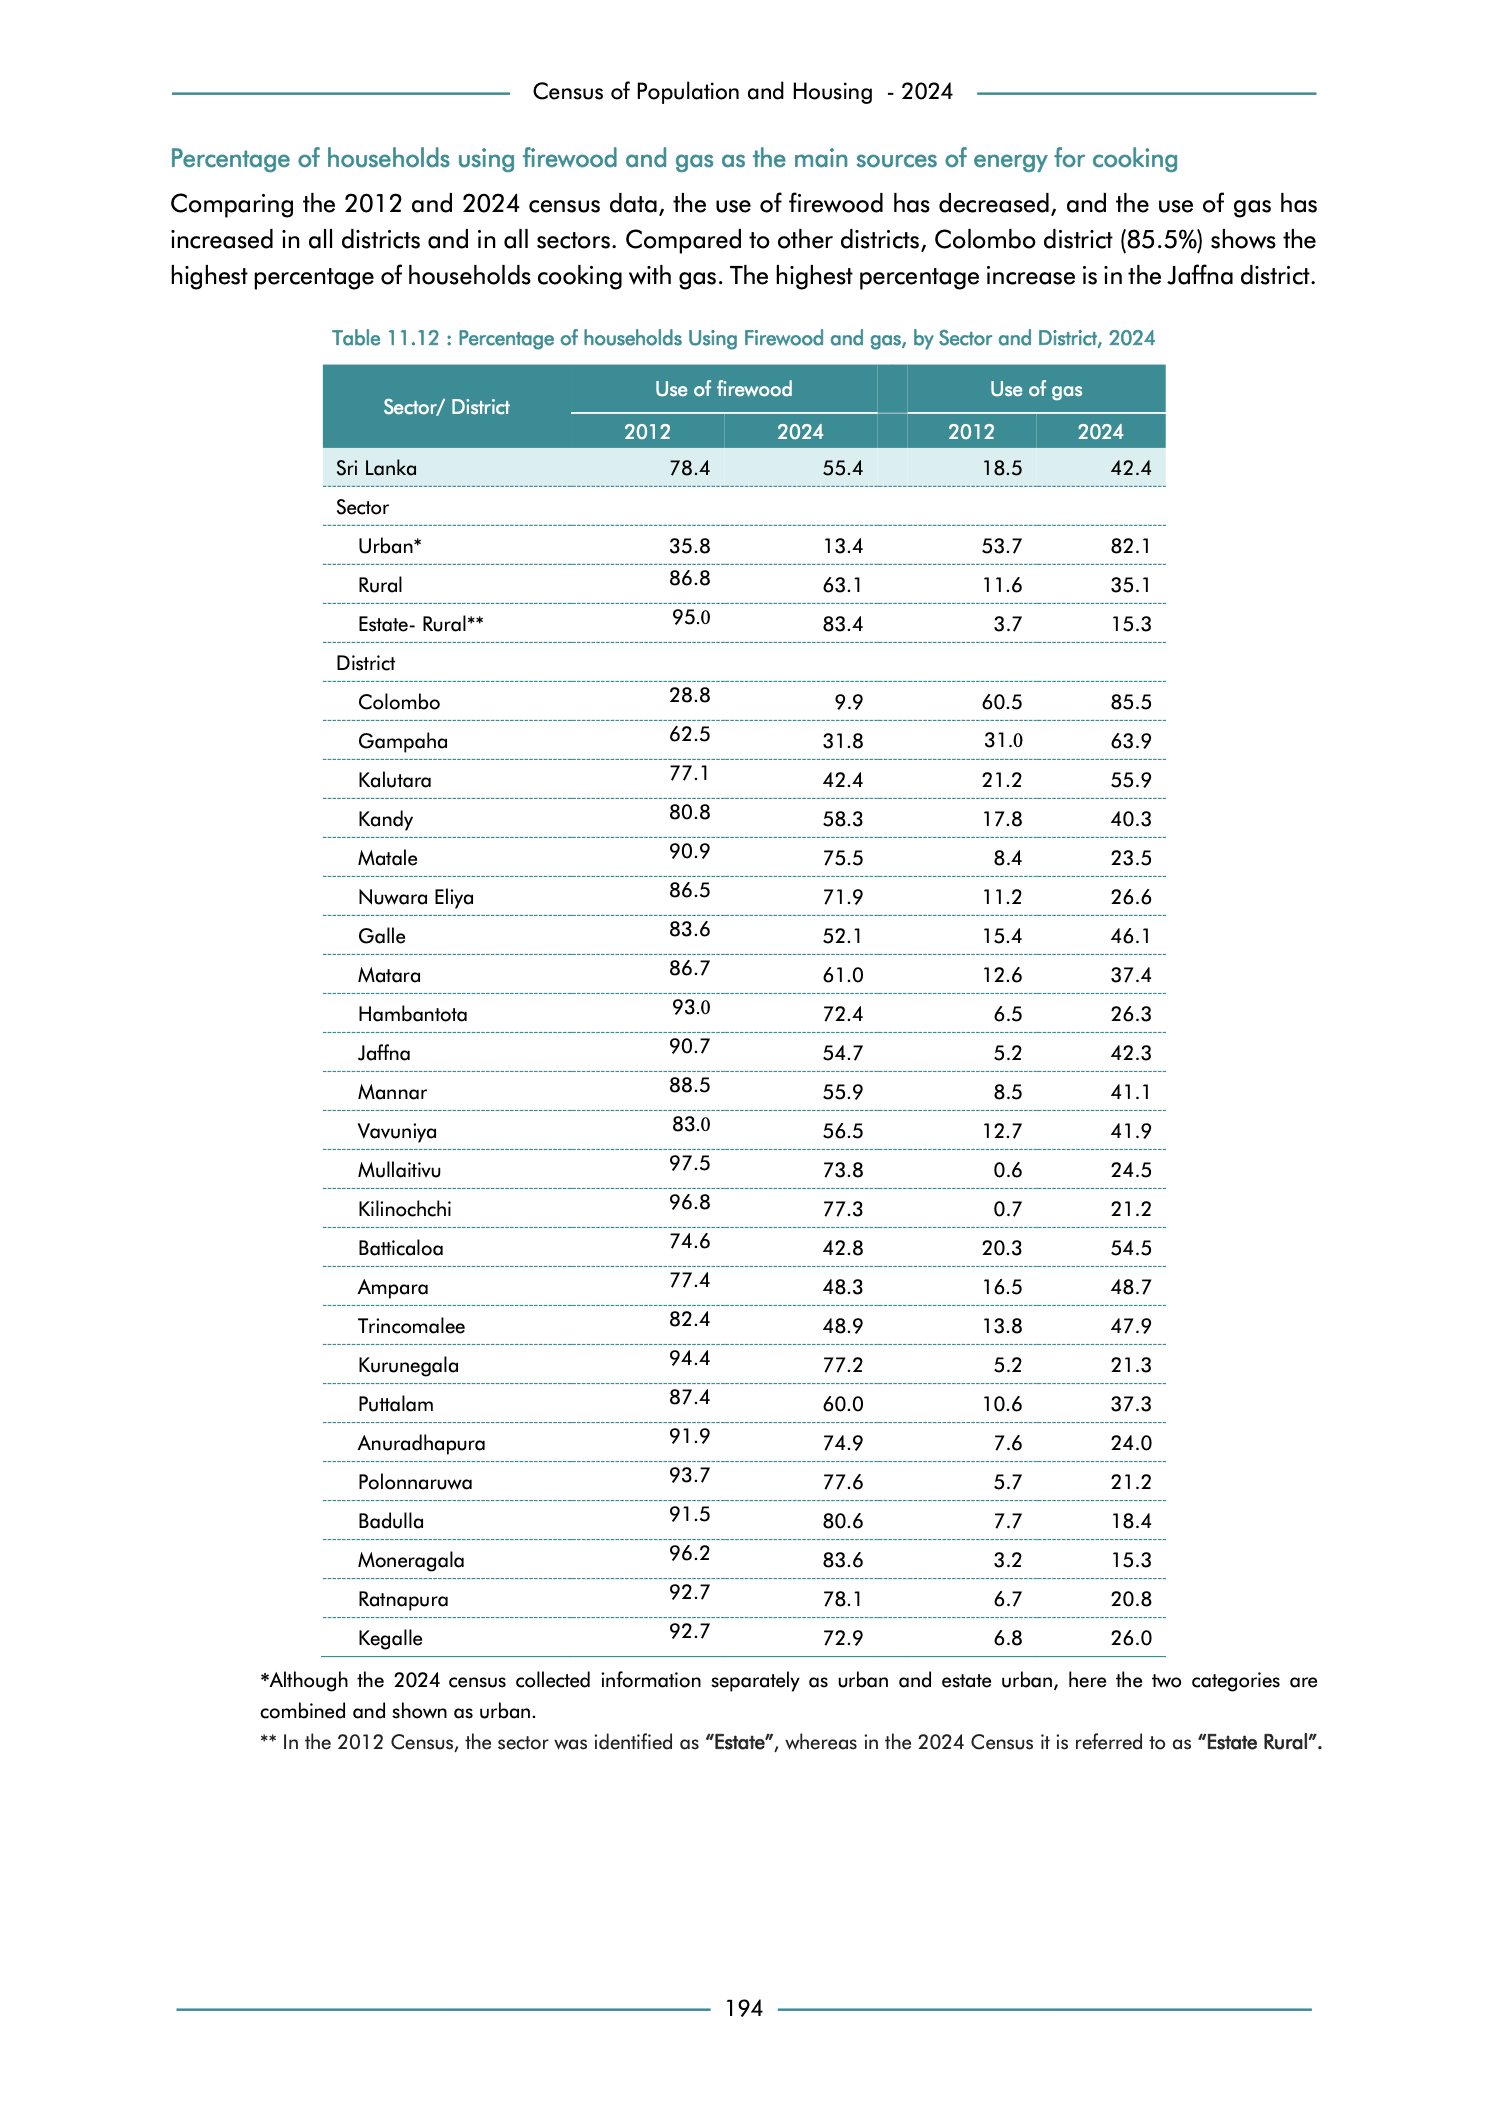 Census of Population and Housing - 2024
Percentage of households using firewood and gas as the main sources of energy for cooking
Comparing the 2012 and 2024 census data, the use of firewood has decreased, and the use of gas has
increased in all districts and in all sectors. Compared to other districts, Colombo district (85.5%) shows the
highest percentage of households cooking with gas. The highest percentage increase is in the Jaffna district.
Table 11.12 : Percentage of households Using Firewood and gas, by Sector and District, 2024
Sector/ District Use of firewood Use of gas
2012 2024 2012 2024
Sri Lanka 78.4 55.4 18.5 42.4
Sector
Urban* 35.8 13.4 53.7 82.1
Rural 86.8 63.1 11.6 35.1
Estate- Rural** 95.0 83.4 3.7 15.3
District
Colombo 28.8 9.9 60.5 85.5
Gampaha 62.5 31.8 31.0 63.9
Kalutara 77.1 42.4 21.2 55.9
Kandy 80.8 58.3 17.8 40.3
Matale 90.9 75.5 8.4 23.5
Nuwara Eliya 86.5 71.9 11.2 26.6
Galle 83.6 52.1 15.4 46.1
Matara 86.7 61.0 12.6 37.4
Hambantota 93.0 72.4 6.5 26.3
Jaffna 90.7 54.7 5.2 42.3
Mannar 88.5 55.9 8.5 41.1
Vavuniya 83.0 56.5 12.7 41.9
Mullaitivu 97.5 73.8 0.6 24.5
Kilinochchi 96.8 77.3 0.7 21.2
Batticaloa 74.6 42.8 20.3 54.5
Ampara 77.4 48.3 16.5 48.7
Trincomalee 82.4 48.9 13.8 47.9
Kurunegala 94.4 77.2 5.2 21.3
Puttalam 87.4 60.0 10.6 37.3
Anuradhapura 91.9 74.9 7.6 24.0
Polonnaruwa 93.7 77.6 5.7 21.2
Badulla 91.5 80.6 7.7 18.4
Moneragala 96.2 83.6 3.2 15.3
Ratnapura 92.7 78.1 6.7 20.8
Kegalle 92.7 72.9 6.8 26.0
*Although the 2024 census collected information separately as urban and estate urban, here the two categories are
combined and shown as urban.
** In the 2012 Census, the sector was identified as “Estate”, whereas in the 2024 Census it is referred to as “Estate Rural”.
194